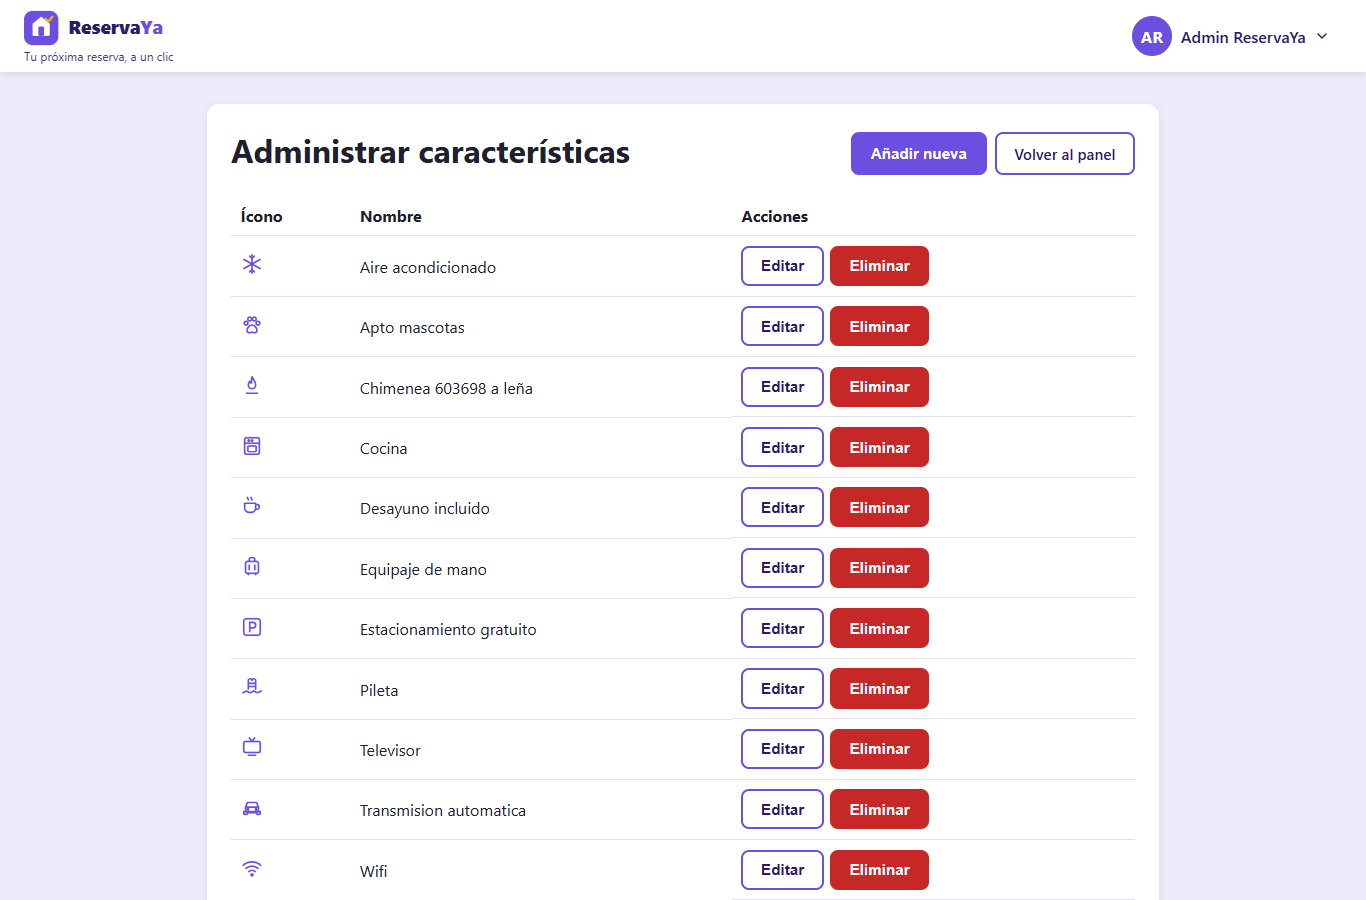 ReservaYa
Tu próxima reserva, a un clic
AR Admin ReservaYa
Administrar características
Añadir nueva
Volver al panel
Ícono Nombre Acciones
Aire acondicionado Editar Eliminar
Apto mascotas Editar Eliminar
Chimenea 603698 a leña Editar Eliminar
Cocina Editar Eliminar
Desayuno incluido Editar Eliminar
Equipaje de mano Editar Eliminar
P Estacionamiento gratuito Editar Eliminar
Pileta Editar Eliminar
Televisor Editar Eliminar
Transmision automatica Editar Eliminar
Wifi Editar Eliminar